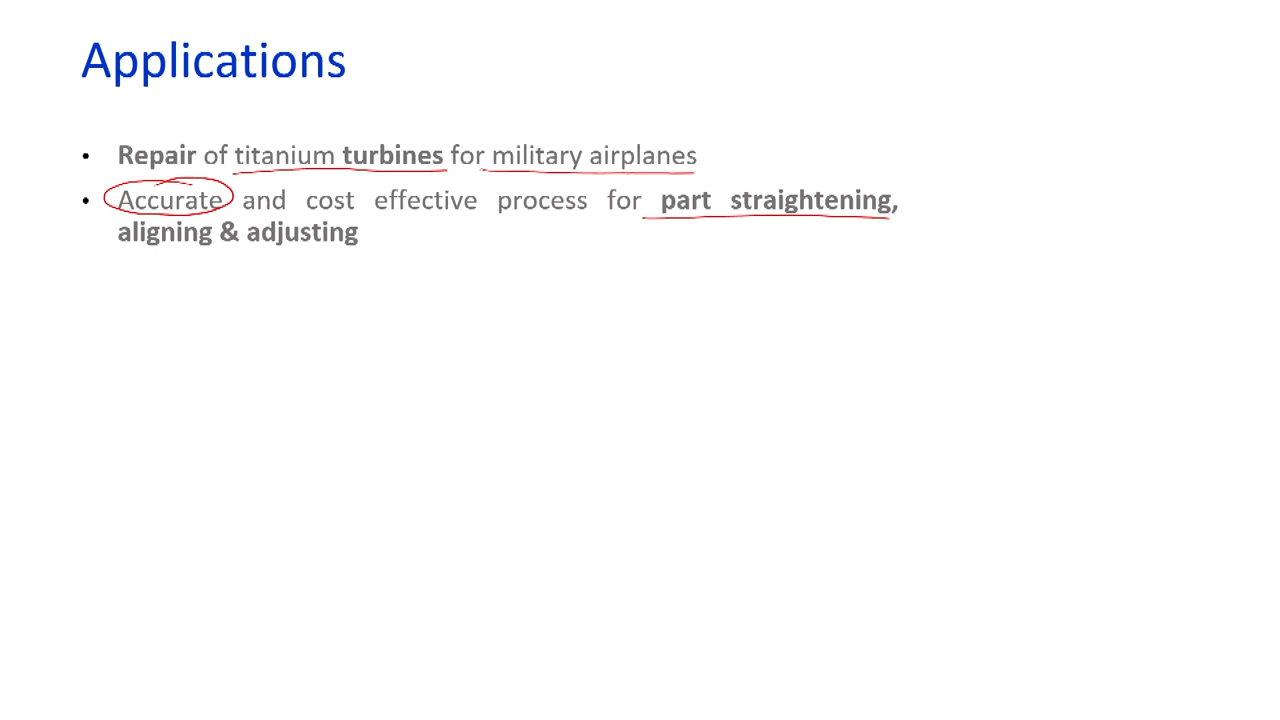 Applications
• Repair of titanium turbines for military airplanes
• Accurate and cost effective process for part straightening,
aligning & adjusting